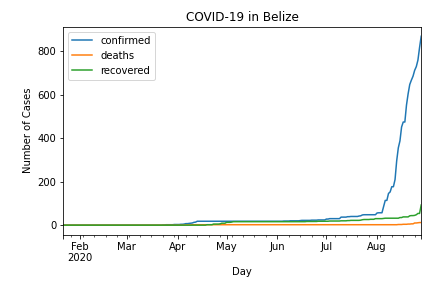 COVID-19 in Belize
confirmed
deaths
recovered
Number of Cases
800
600
400
200
0
Feb Mar Apr May Jun Jul Aug
2020
Day